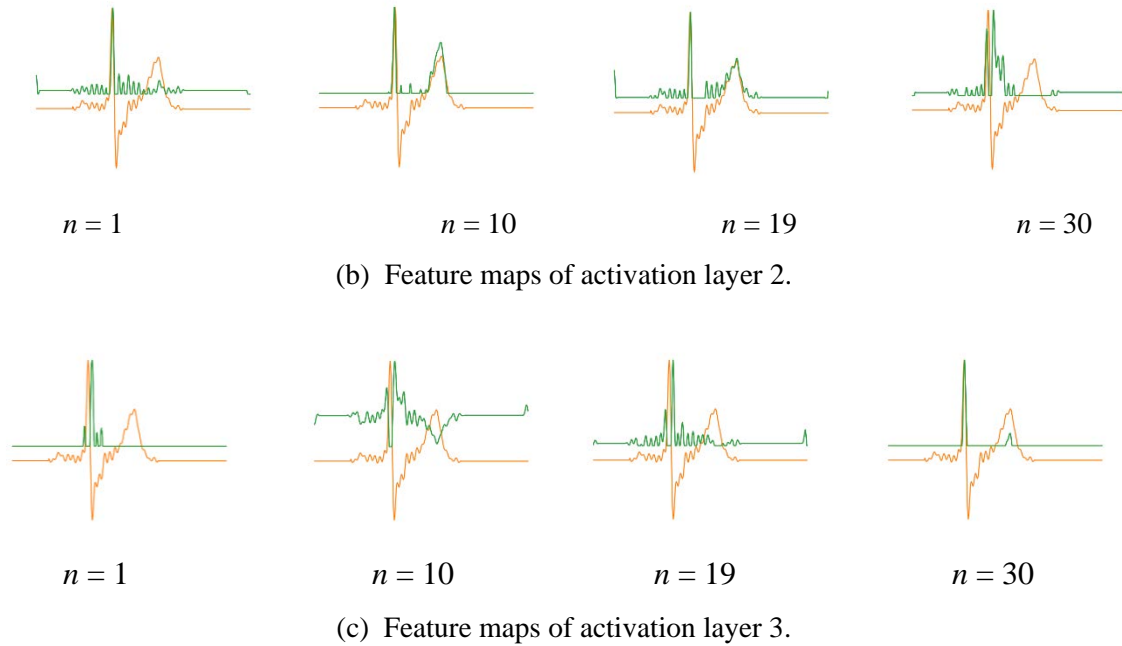 n = 1 n = 10 n = 19 n = 30
(b) Feature maps of activation layer 2.
n = 1 n = 10 n = 19 n = 30
(c) Feature maps of activation layer 3.